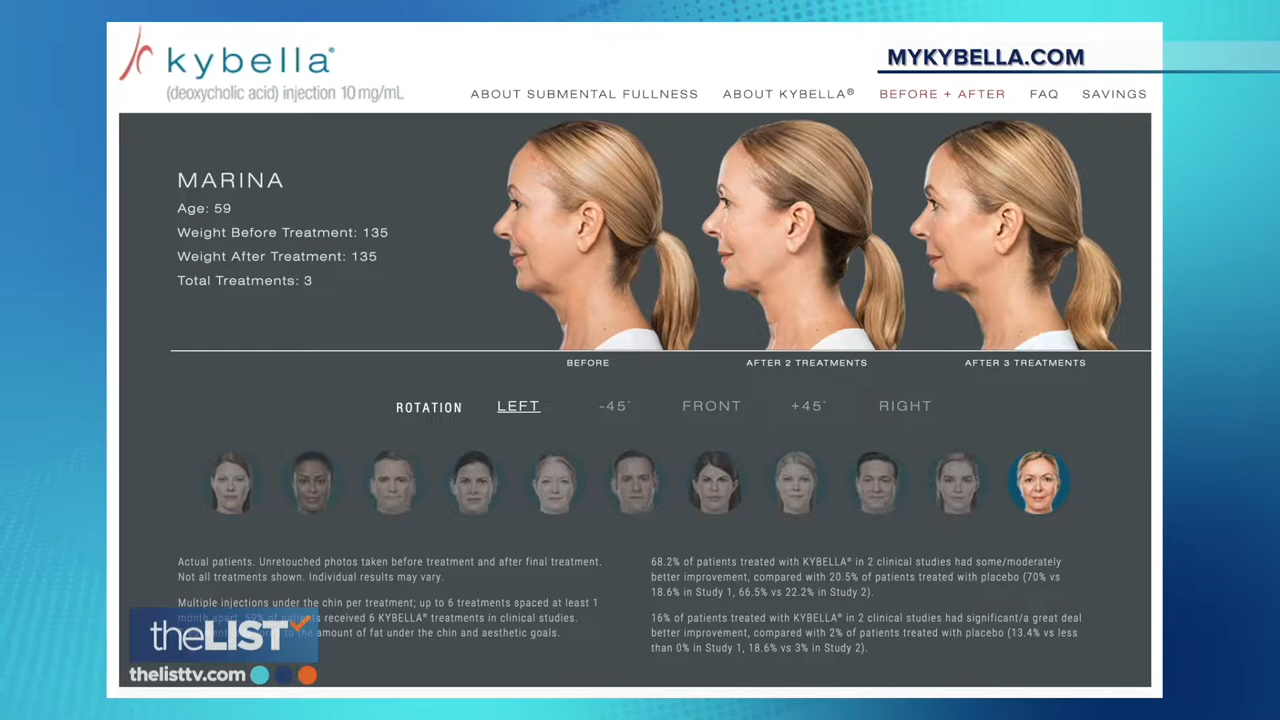 kybella®
(deoxycholic acid) injection 10 mg/mL
MYKYBELLA.COM
ABOUT SUBMENTAL FULLNESS ABOUT KYBELLA® BEFORE + AFTER FAQ SAVINGS
MARINA
Age: 59
Weight Before Treatment: 135
Weight After Treatment: 135
Total Treatments: 3
BEFORE AFTER 2 TREATMENTS AFTER 3 TREATMENTS
ROTATION LEFT -45° FRONT +45° RIGHT
Actual patients. Unretouched photos taken before treatment and after final treatment.
Not all treatments shown. Individual results may vary.
Multiple injections under the chin per treatment; up to 6 treatments spaced at least 1
month apart. 59% of patients received 6 KYBELLA® treatments in clinical studies.
to the amount of fat under the chin and aesthetic goals.
68.2% of patients treated with KYBELLA® in 2 clinical studies had some/moderately
better improvement, compared with 20.5% of patients treated with placebo (70% vs
18.6% in Study 1, 66.5% vs 22.2% in Study 2).
16% of patients treated with KYBELLA® in 2 clinical studies had significant/a great deal
better improvement, compared with 2% of patients treated with placebo (13.4% vs less
than 0% in Study 1, 18.6% vs 3% in Study 2).
theLIST
thelisttv.com